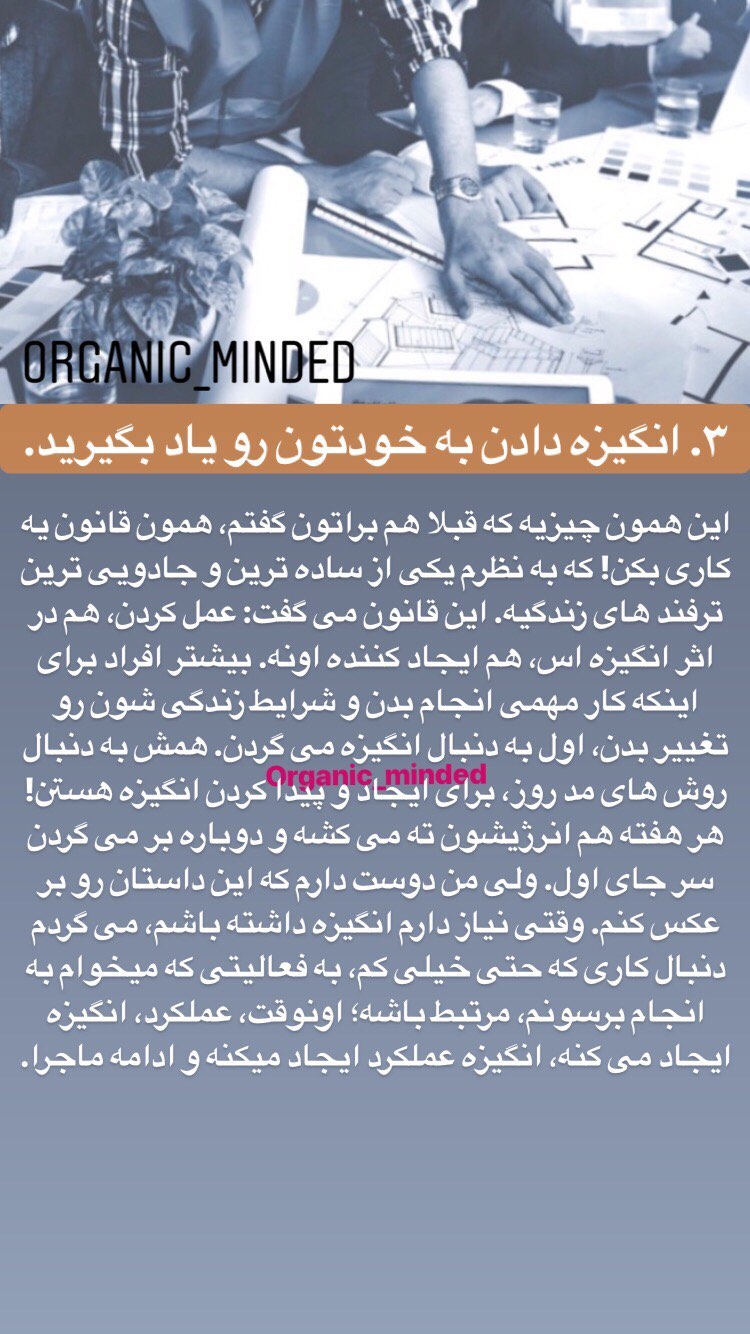 ORGANIC_MINDED
۳. انگیزه دادن به خودتون رو یاد بگیرید.
این همون چیزیه که قبلا هم براتون گفتم، همون قانون یه
کاری بکن! که به نظرم یکی از ساده ترین و جادویی ترین
ترفند های زندگیه. این قانون می گفت: عمل کردن، هم در
اثر انگیزه اس، هم ایجاد کننده اونه. بیشتر افراد برای
اینکه کار مهمی انجام بدن و شرایط زندگی شون رو
تغییر بدن، اول به دنبال انگیزه می گردن. همش به دنبال
Organic_minded
روش های مد روز، برای ایجاد و پیدا کردن انگیزه هستن!
هر هفته هم انرژیشون ته می کشه و دوباره بر می گردن
سر جای اول. ولی من دوست دارم که این داستان رو بر
عکس کنم. وقتی نیاز دارم انگیزه داشته باشم، می گردم
دنبال کاری که حتی خیلی کم، به فعالیتی که میخوام به
انجام برسونم، مرتبط باشه؛ اونوقت، عملکرد، انگیزه
ایجاد می کنه، انگیزه عملکرد ایجاد میکنه و ادامه ماجرا.